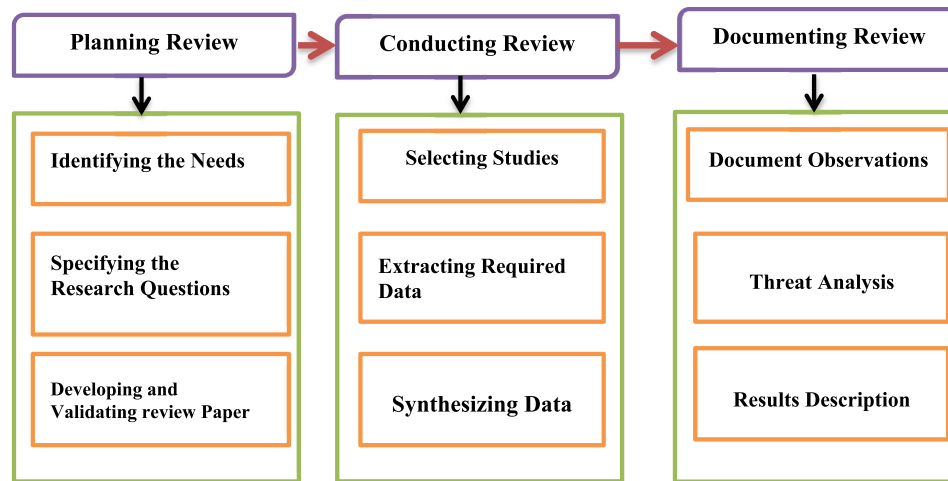 Planning Review
Conducting Review
Documenting Review
Identifying the Needs
Specifying the
Research Questions
Developing and
Validating review Paper
Selecting Studies
Extracting Required
Data
Synthesizing Data
Document Observations
Threat Analysis
Results Description